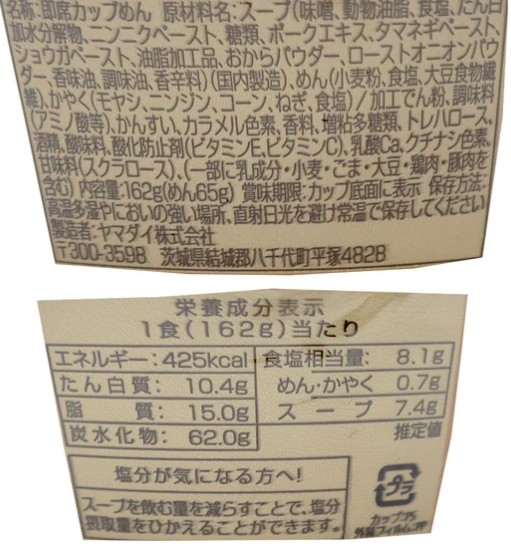 名称:即席カップめん 原材料名:スープ(味噌、動物油脂、食塩、たん白
加水分解物、ニンニクペースト、糖類、ポークエキス、タマネギペースト、
ショウガペースト、油脂加工品、おからパウダー、ローストオニオンパウ
ダー、香味油、調味油、香辛料)(国内製造)、めん(小麦粉、食塩、大豆食物繊
維)、かやく(モヤシ、ニンジン、コーン、ねぎ、食塩)/加工でん粉、調味料
(アミノ酸等)、かんすい、カラメル色素、香料、増粘多糖類、トレハロース、
酒精、酸味料、酸化防止剤(ビタミンE、ビタミンC)、乳酸Ca、クチナシ色素、
甘味料(スクラロース)、(一部に乳成分・小麦・ごま・大豆・鶏肉・豚肉を
含む) 内容量:162g(めん65g) 賞味期限:カップ底面に表示 保存方法:
高温多湿やにおいの強い場所、直射日光を避け常温で保存してください
製造者:ヤマダイ株式会社
〒300-3598 茨城県結城郡八千代町平塚4828
栄養成分表示
1食(162g)当たり
エネルギー:425kcal 食塩相当量: 8.1g
たん白質: 10.4g めん・かやく 0.7g
脂質: 15.0g スープ 7.4g
炭水化物: 62.0g 推定値
塩分が気になる方へ!
スープを飲む量を減らすことで、塩分
摂取量をひかえることができます。
プラ
カップ:PS
外装フィルム:PP